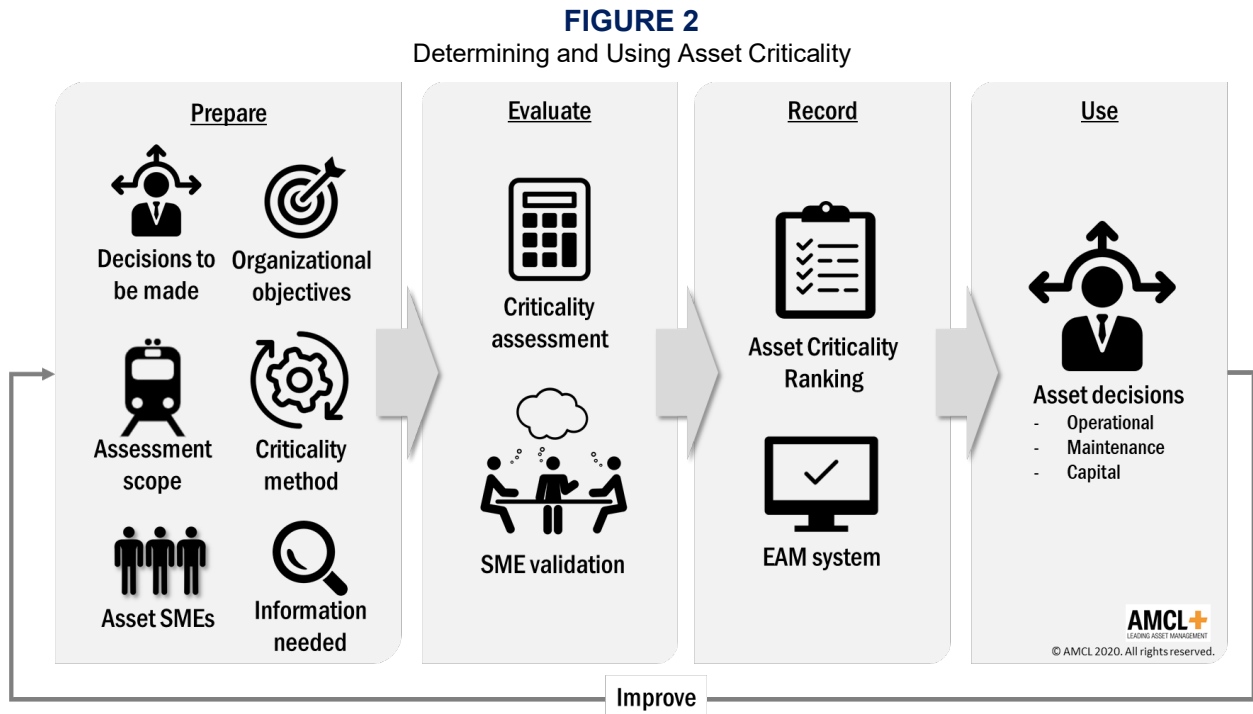 FIGURE 2
Determining and Using Asset Criticality
Prepare
Decisions to
be made
Organizational
objectives
Assessment
scope
Criticality
method
Asset SMEs
Information
needed
Evaluate
Criticality
assessment
SME validation
Record
Asset Criticality
Ranking
EAM system
Use
Asset decisions
- Operational
- Maintenance
- Capital
AMCL+
LEADING ASSET MANAGEMENT
© AMCL 2020. All rights reserved.
Improve